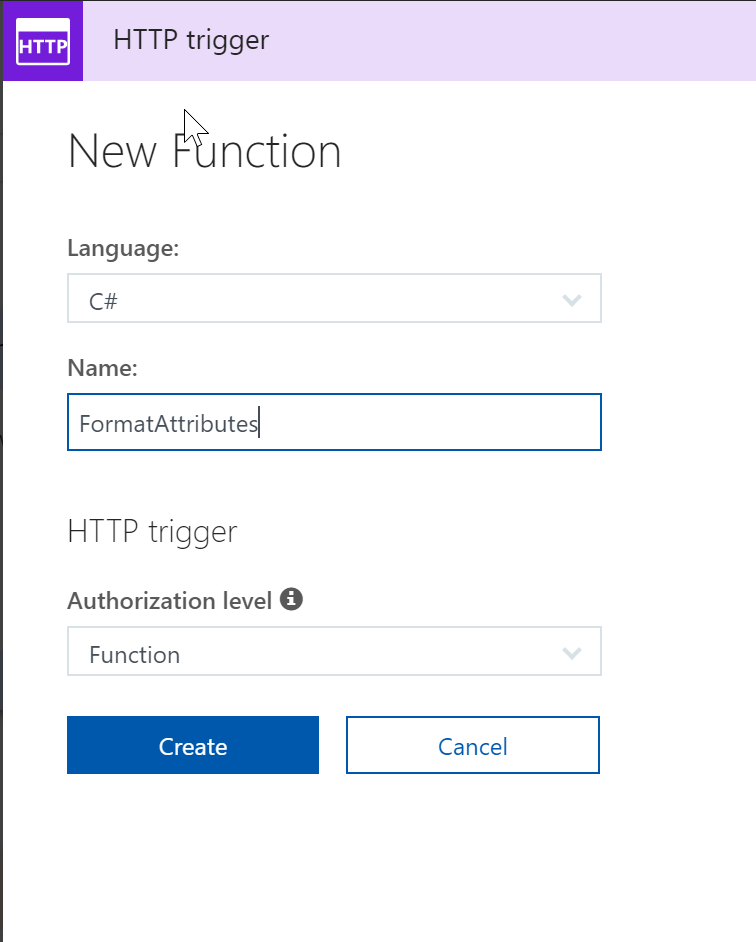 HTTP
HTTP trigger
New Function
Language:
C#
Name:
FormatAttributes
HTTP trigger
Authorization level
Function
Create
Cancel